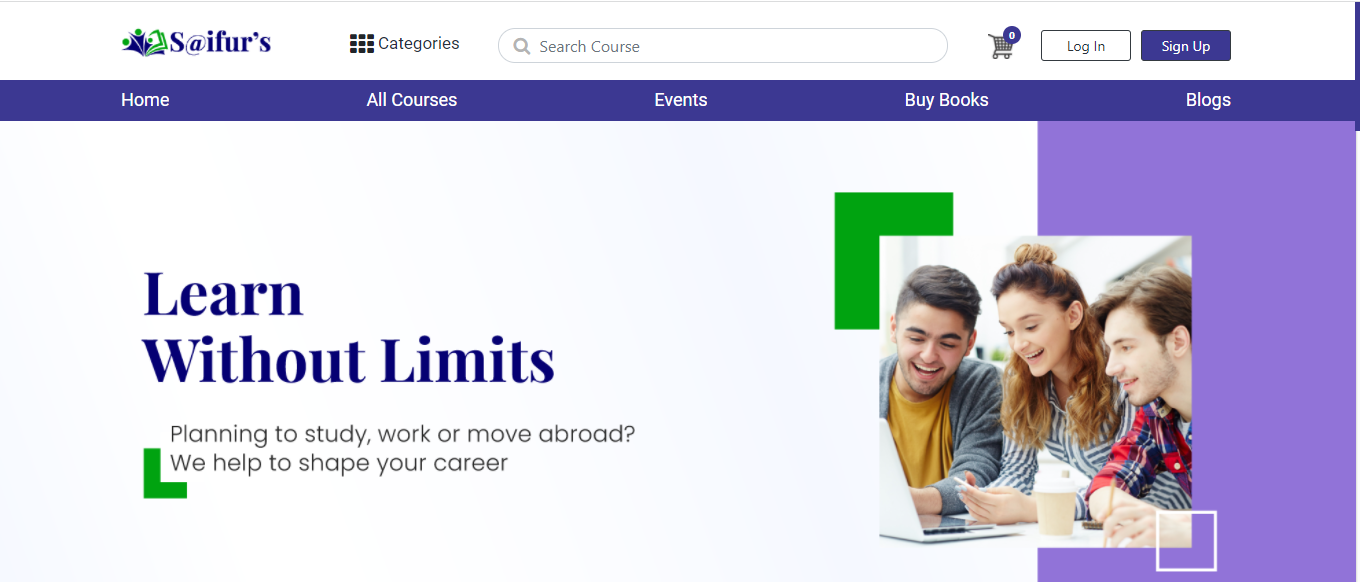 S@ifur's
Categories
Search Course
0
Log In
Sign Up
Home
All Courses
Events
Buy Books
Blogs
Learn
Without Limits
Planning to study, work or move abroad?
We help to shape your career